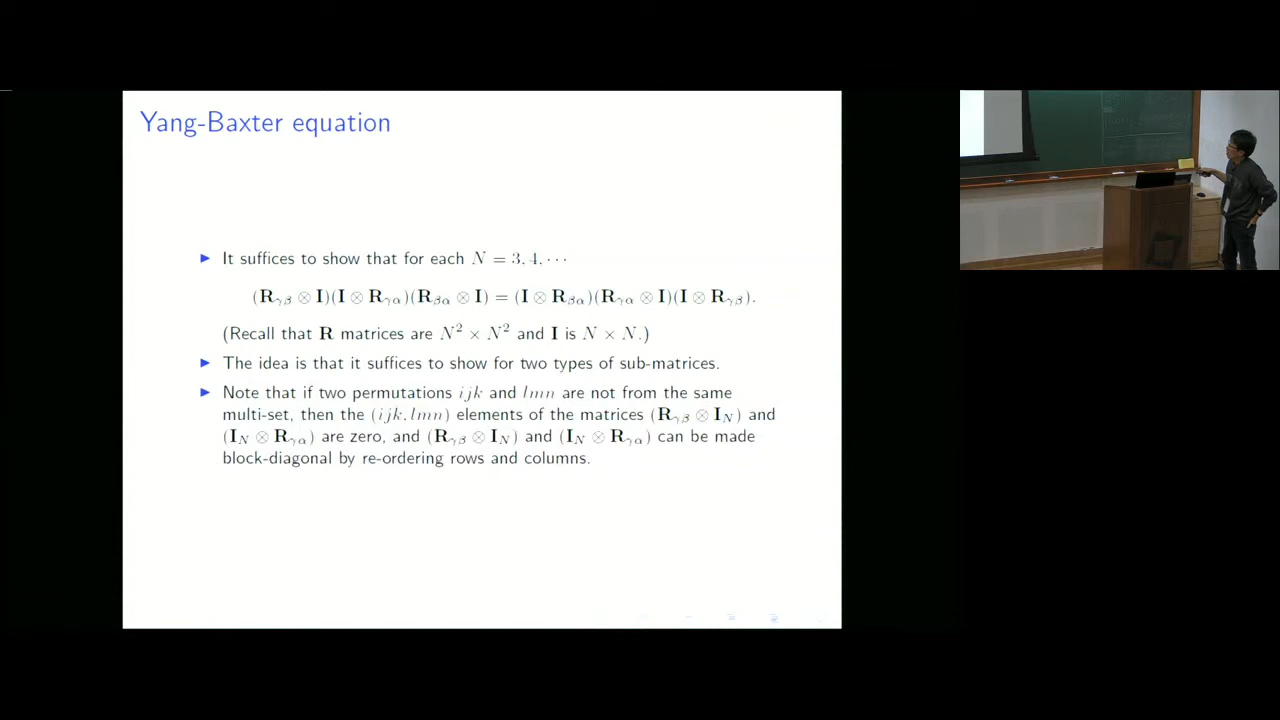 Yang-Baxter equation
▶ It suffices to show that for each N = 3, 4, ⋯
(R_γβ ⊗ I)(I ⊗ R_γα)(R_βα ⊗ I) = (I ⊗ R_βα)(R_γα ⊗ I)(I ⊗ R_γβ).
(Recall that R matrices are N² × N² and I is N × N.)
▶ The idea is that it suffices to show for two types of sub-matrices.
▶ Note that if two permutations ijk and lmn are not from the same
multi-set, then the (ijk, lmn) elements of the matrices (R_γβ ⊗ I_N) and
(I_N ⊗ R_γα) are zero, and (R_γβ ⊗ I_N) and (I_N ⊗ R_γα) can be made
block-diagonal by re-ordering rows and columns.